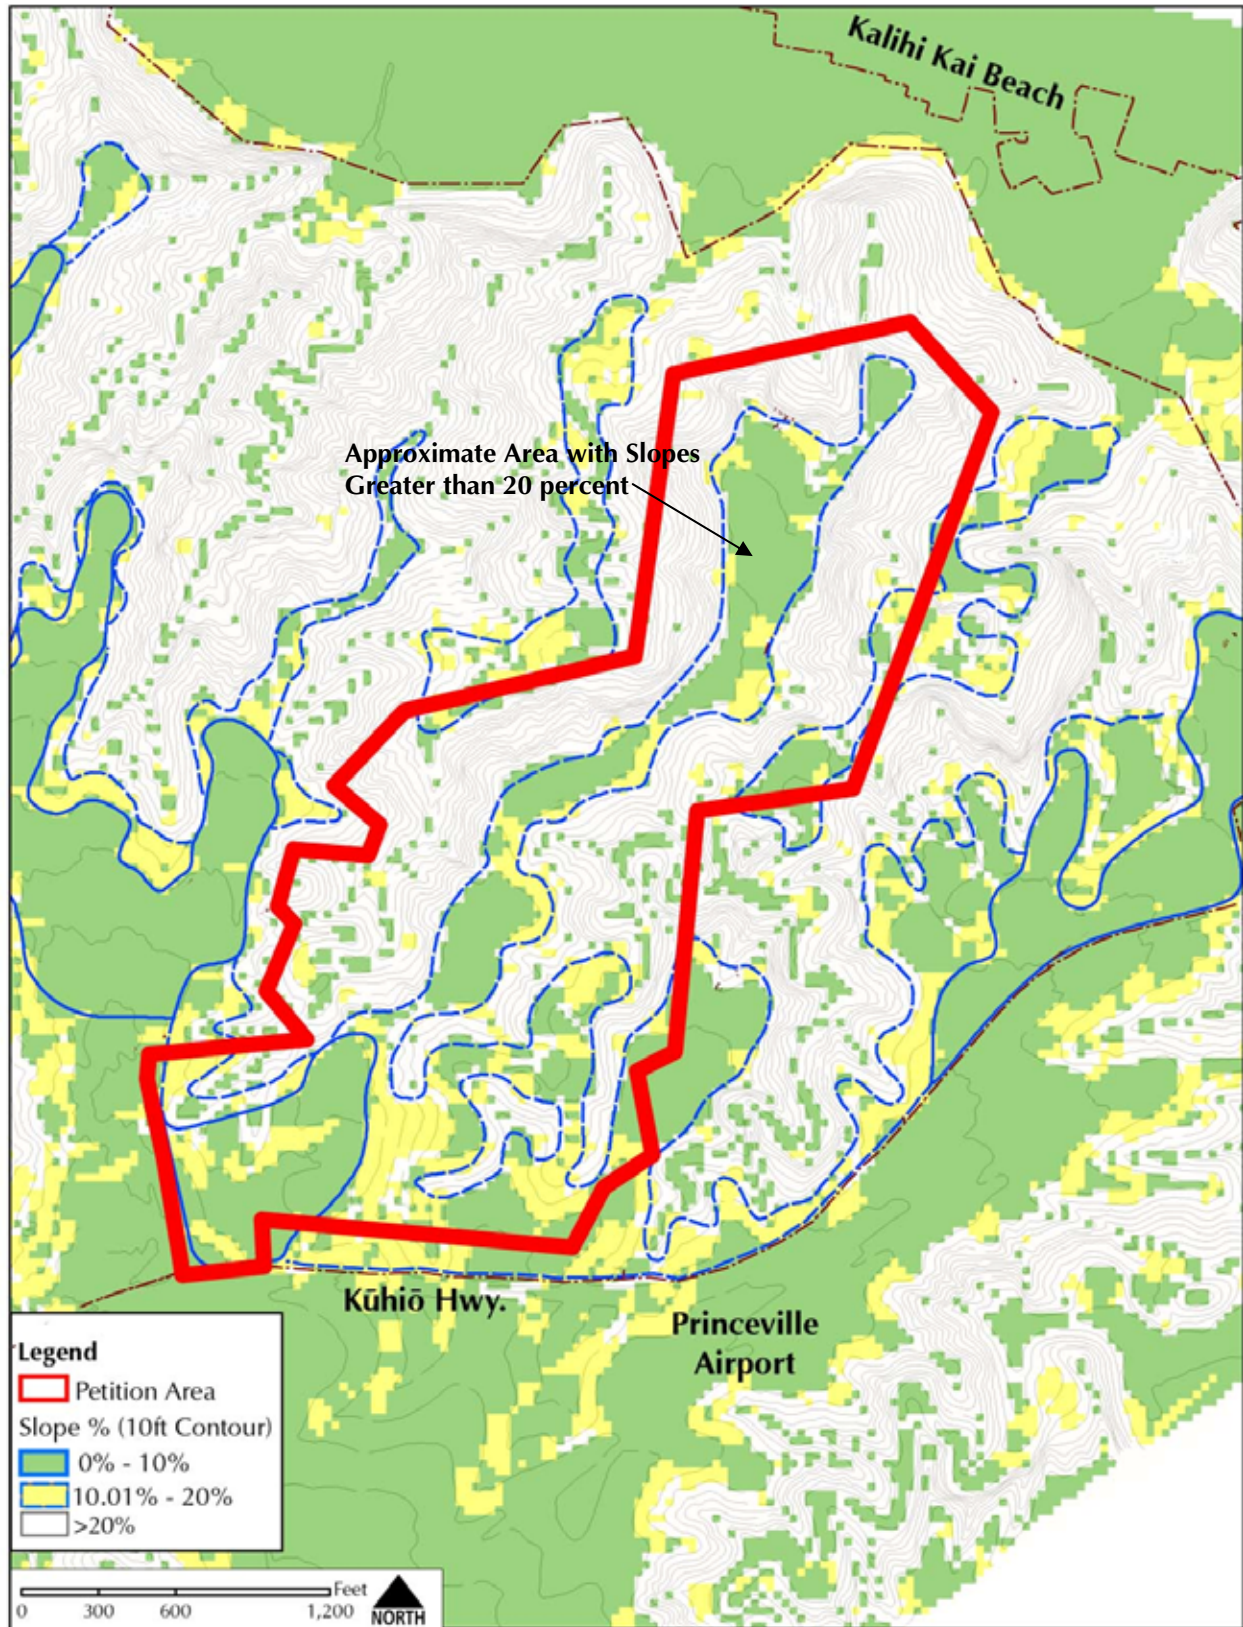 Kalihi Kai Beach
Approximate Area with Slopes
Greater than 20 percent
Kūhiō Hwy.
Princeville
Airport
Legend
Petition Area
Slope % (10ft Contour)
0% - 10%
10.01% - 20%
>20%
Feet
0 300 600 1,200
NORTH